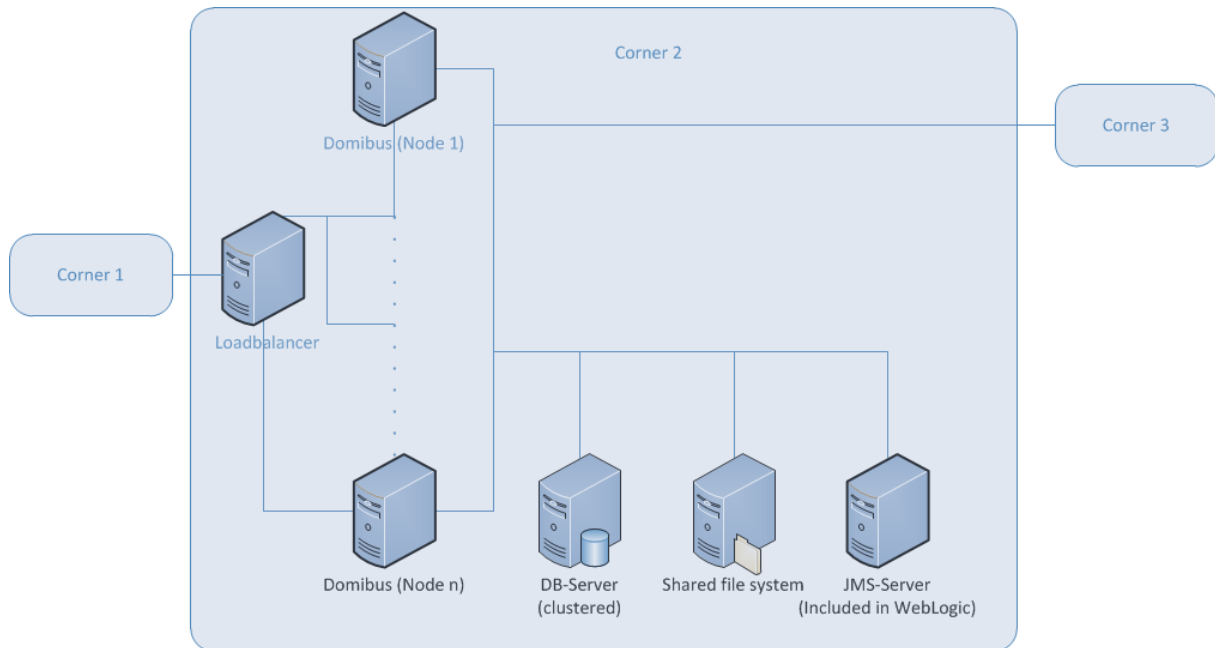 Corner 2
Domibus (Node 1)
Corner 3
Corner 1
Loadbalancer
Domibus (Node n)
DB-Server
(clustered)
Shared file system
JMS-Server
(Included in WebLogic)